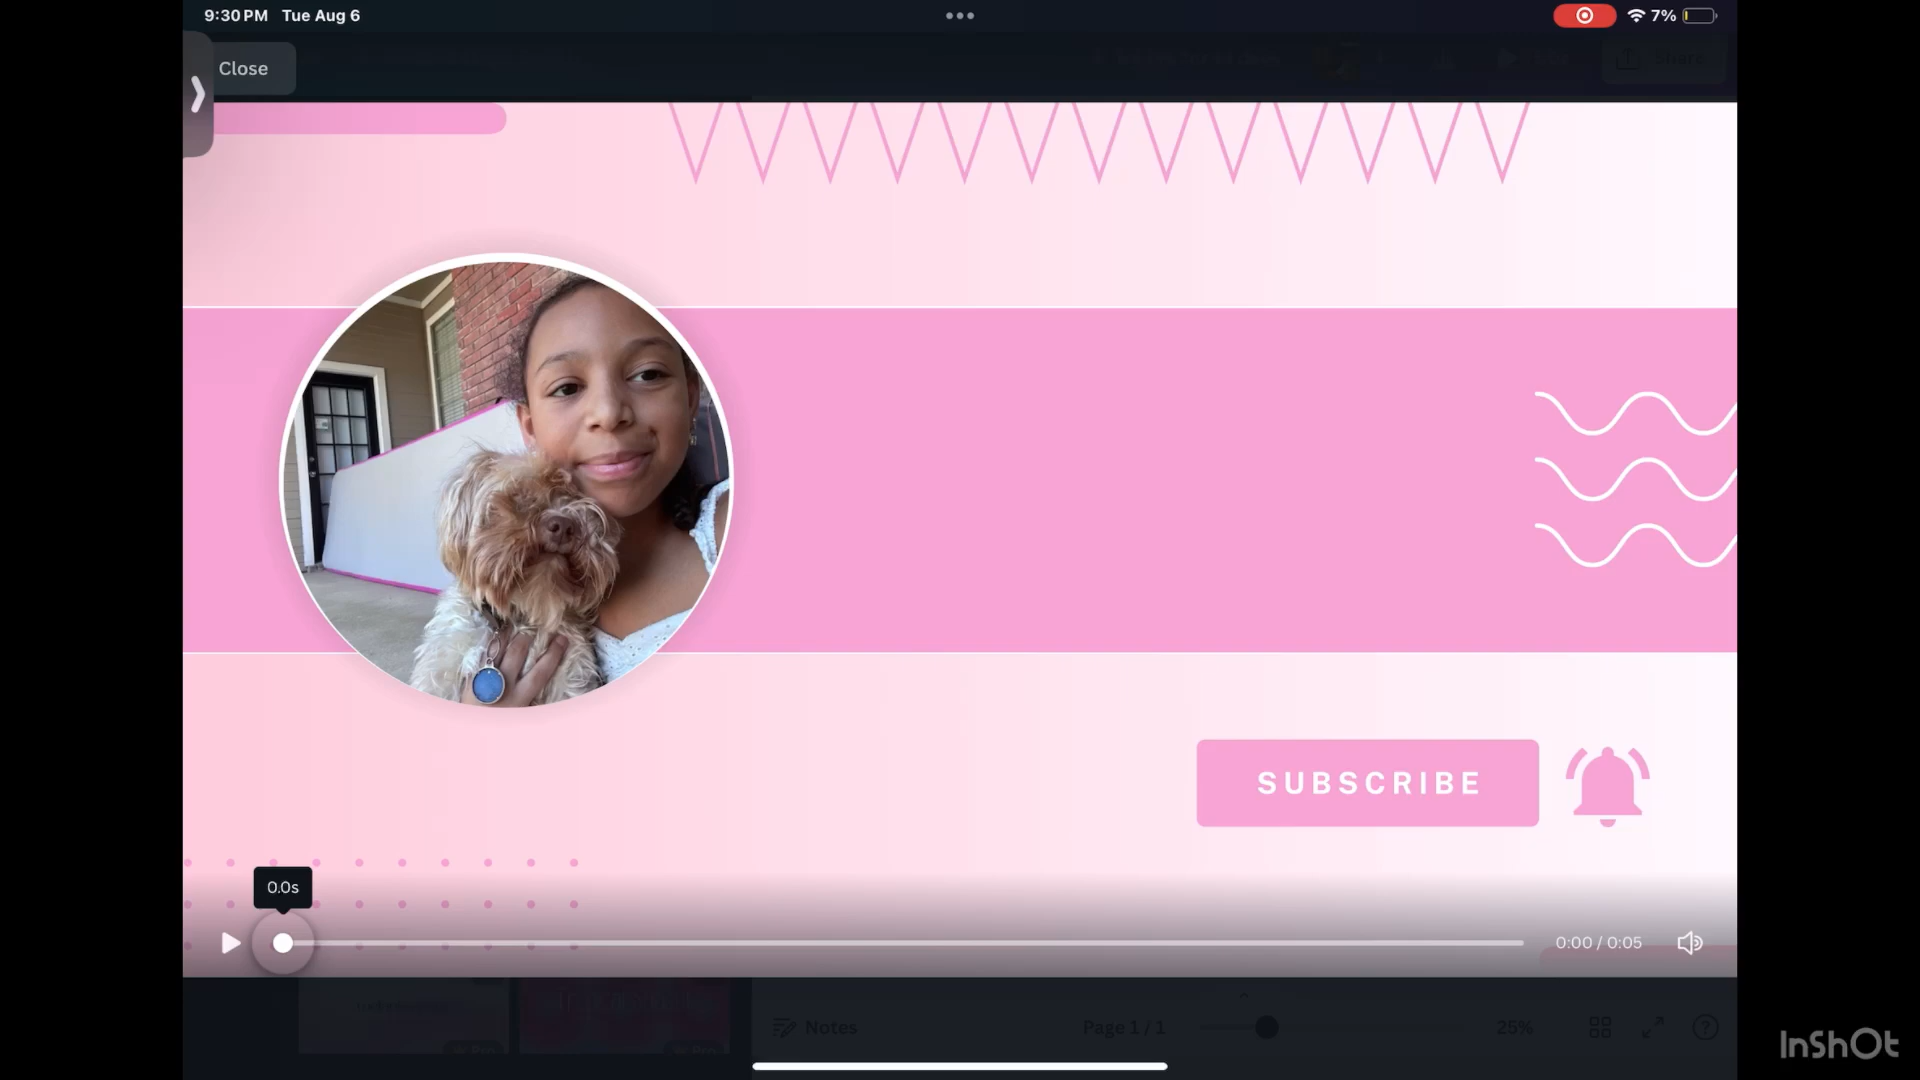 9:30 PM Tue Aug 6
7%
Close
Share
SUBSCRIBE
0.0s
0:00 / 0:05
Notes
Page 1 / 1
25%
?
InShOt